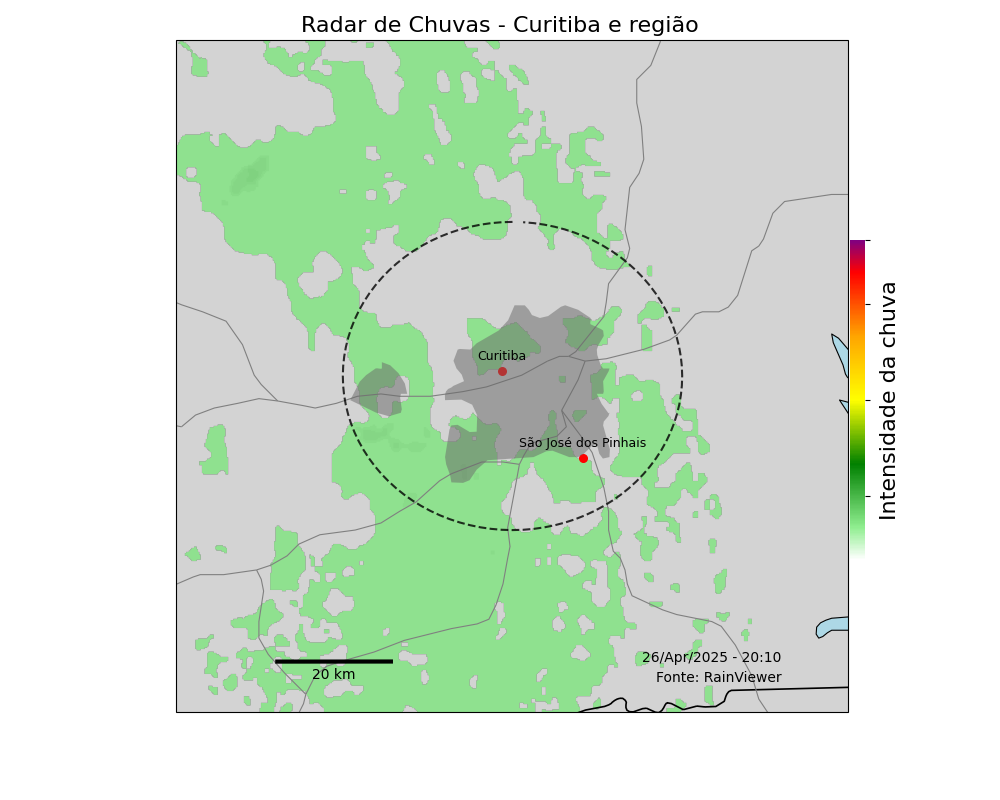 Radar de Chuvas - Curitiba e região
Curitiba
São José dos Pinhais
Intensidade da chuva
26/Apr/2025 - 20:10
20 km
Fonte: RainViewer